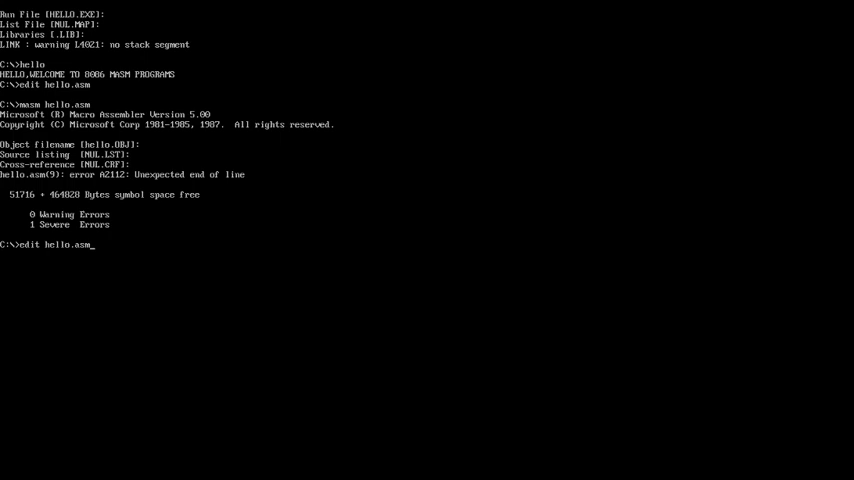 Run File [HELLO.EXE]:
List File [NUL.MAP]:
Libraries [.LIB]:
LINK : warning L4021: no stack segment
C:\>hello
HELLO,WELCOME TO 8086 MASM PROGRAMS
C:\>edit hello.asm
C:\>masm hello.asm
Microsoft (R) Macro Assembler Version 5.00
Copyright (C) Microsoft Corp 1981-1985, 1987.  All rights reserved.
Object filename [hello.OBJ]:
Source listing  [NUL.LST]:
Cross-reference [NUL.CRF]:
hello.asm(9): error A2112: Unexpected end of line
51716 + 464828 Bytes symbol space free
0 Warning Errors
1 Severe  Errors
C:\>edit hello.asm_